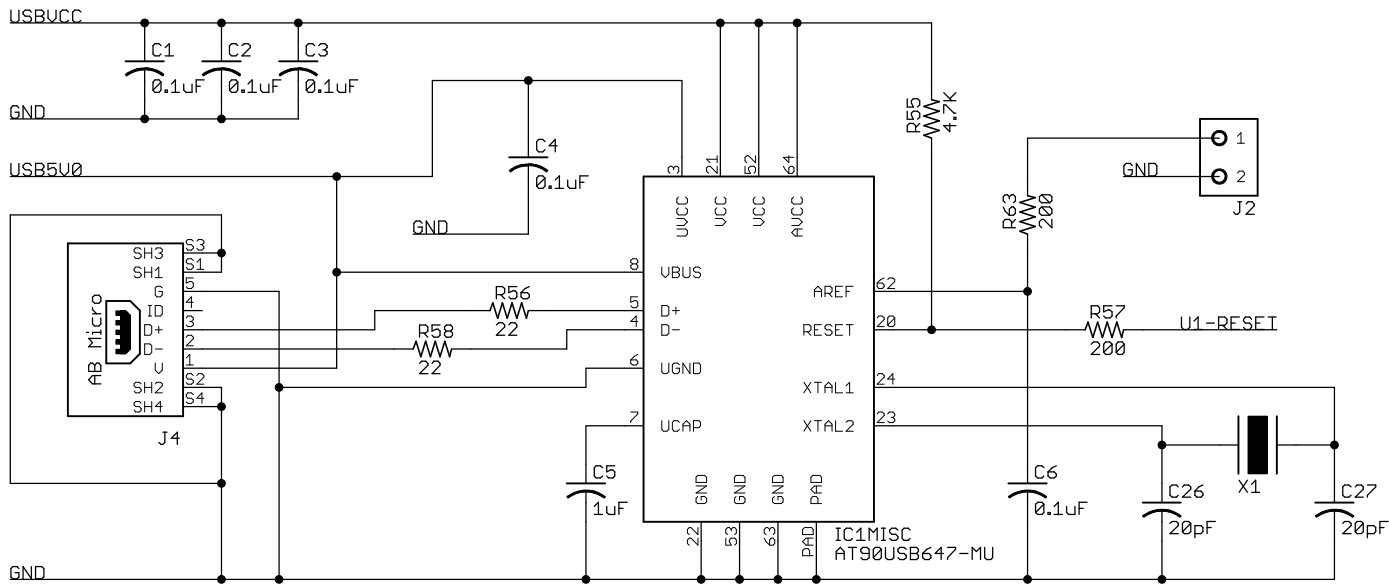 USBVCC
C1
0.1uF
C2
0.1uF
C3
0.1uF
GND
USB5V0
C4
0.1uF
GND
R55
4.7K
3
21
52
64
UVCC
VCC
VCC
AVCC
1
2
GND
J2
R63
200
SH3
SH1
G
ID
D+
D-
V
SH2
SH4
S3
S1
5
4
3
2
1
S2
S4
AB Micro
J4
R56
22
R58
22
8
5
4
6
7
VBUS
D+
D-
UGND
UCAP
AREF
RESET
XTAL1
XTAL2
62
20
24
23
R57
200
U1-RESET
C5
1uF
GND
GND
GND
PAD
22
53
63
PAD
IC1MISC
AT90USB647-MU
C6
0.1uF
C26
20pF
X1
C27
20pF
GND